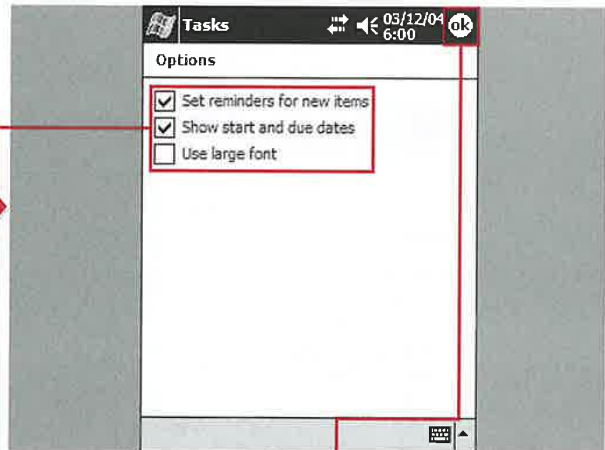 Tasks
03/12/04
6:00
ok
Options
Set reminders for new items
Show start and due dates
Use large font